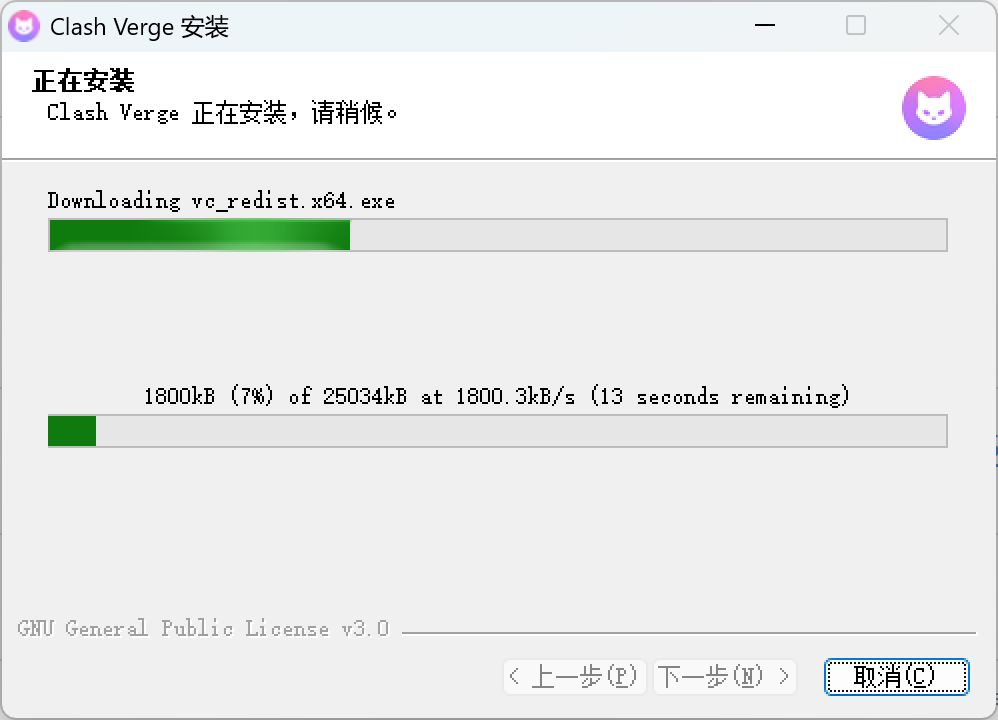 Clash Verge 安装
正在安装
Clash Verge 正在安装，请稍候。
Downloading vc_redist.x64.exe
1800kB (7%) of 25034kB at 1800.3kB/s (13 seconds remaining)
GNU General Public License v3.0
< 上一步(P) 下一步(N) > 取消(C)